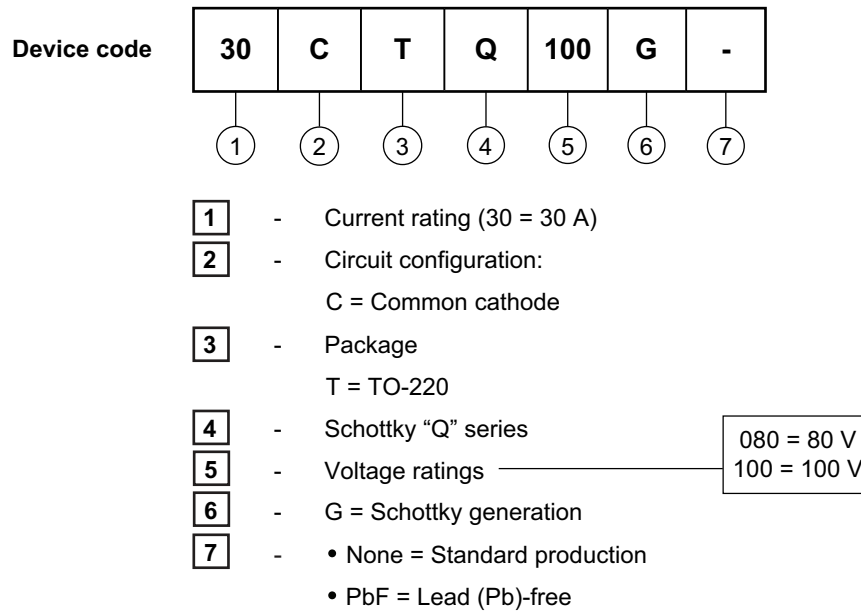 Device code 30 C T Q 100 G -
1 2 3 4 5 6 7
1 - Current rating (30 = 30 A)
2 - Circuit configuration:
C = Common cathode
3 - Package
T = TO-220
4 - Schottky “Q” series
5 - Voltage ratings
080 = 80 V
100 = 100 V
6 - G = Schottky generation
7 - • None = Standard production
• PbF = Lead (Pb)-free